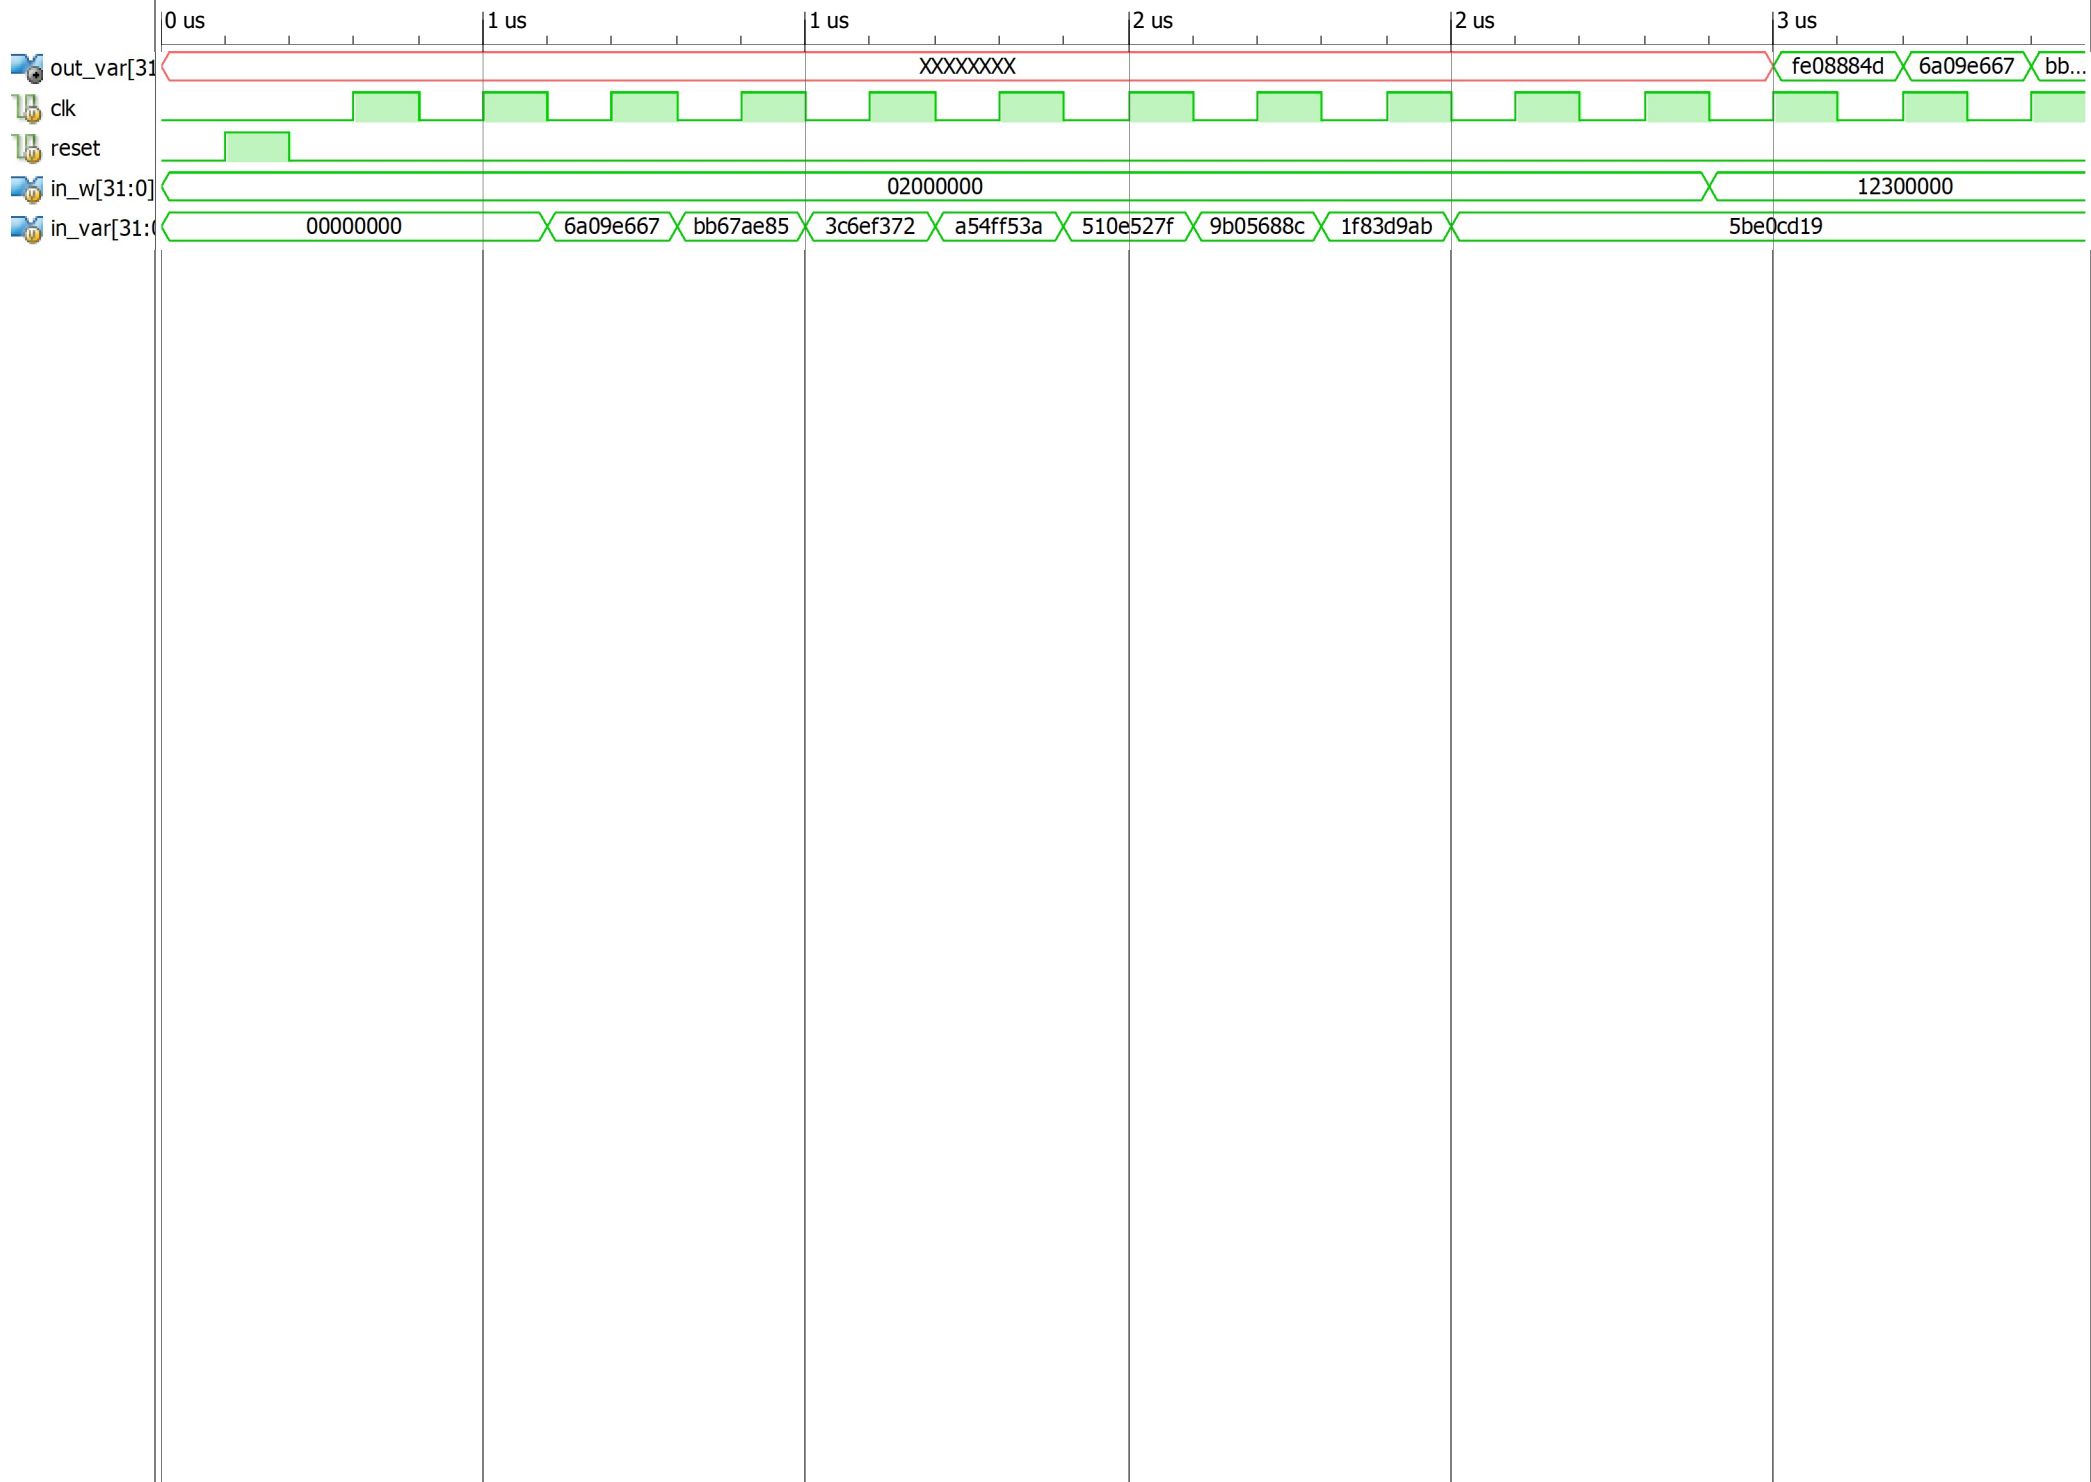 0 us 1 us 1 us 2 us 2 us 3 us
out_var[31 XXXXXXXX fe08884d 6a09e667 bb...
clk
reset
in_w[31:0] 02000000 12300000
in_var[31:0 00000000 6a09e667 bb67ae85 3c6ef372 a54ff53a 510e527f 9b05688c 1f83d9ab 5be0cd19